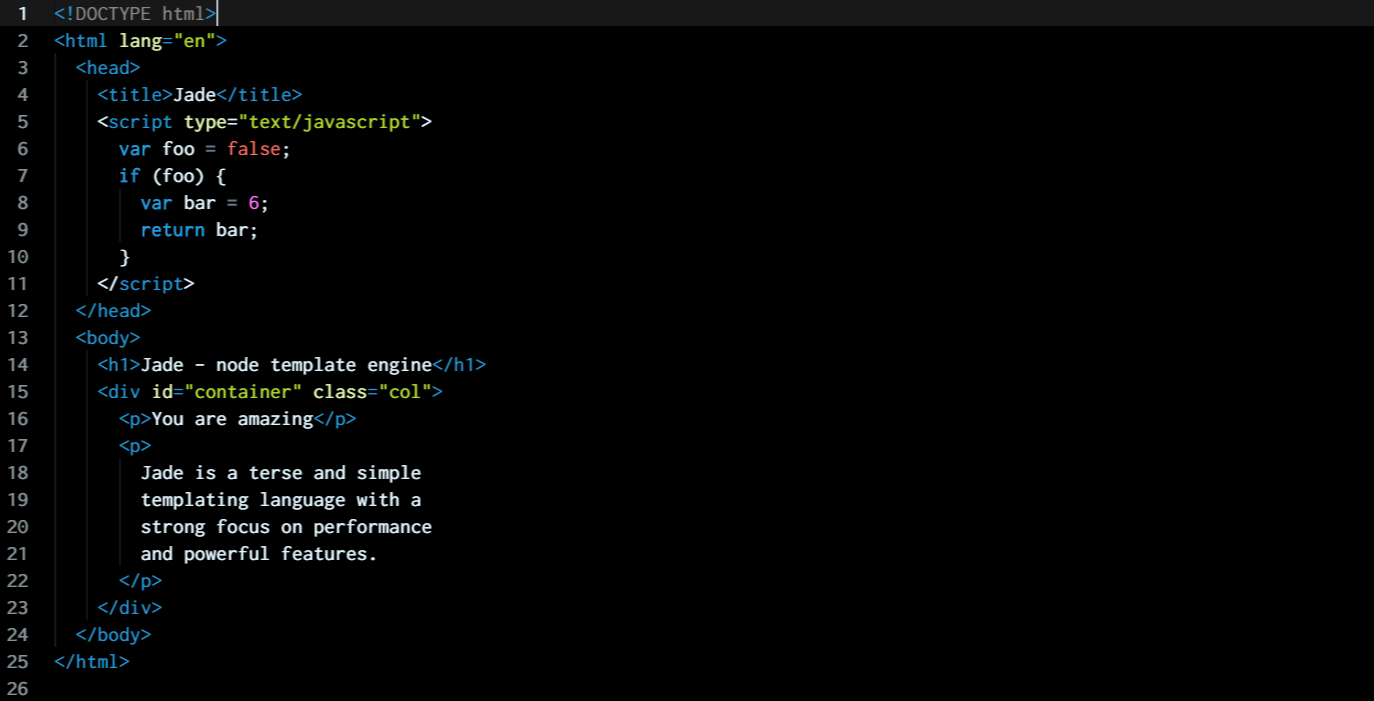 1 <!DOCTYPE html>
2 <html lang="en">
3   <head>
4     <title>Jade</title>
5     <script type="text/javascript">
6       var foo = false;
7       if (foo) {
8         var bar = 6;
9         return bar;
10       }
11     </script>
12   </head>
13   <body>
14     <h1>Jade - node template engine</h1>
15     <div id="container" class="col">
16       <p>You are amazing</p>
17       <p>
18         Jade is a terse and simple
19         templating language with a
20         strong focus on performance
21         and powerful features.
22       </p>
23     </div>
24   </body>
25 </html>
26